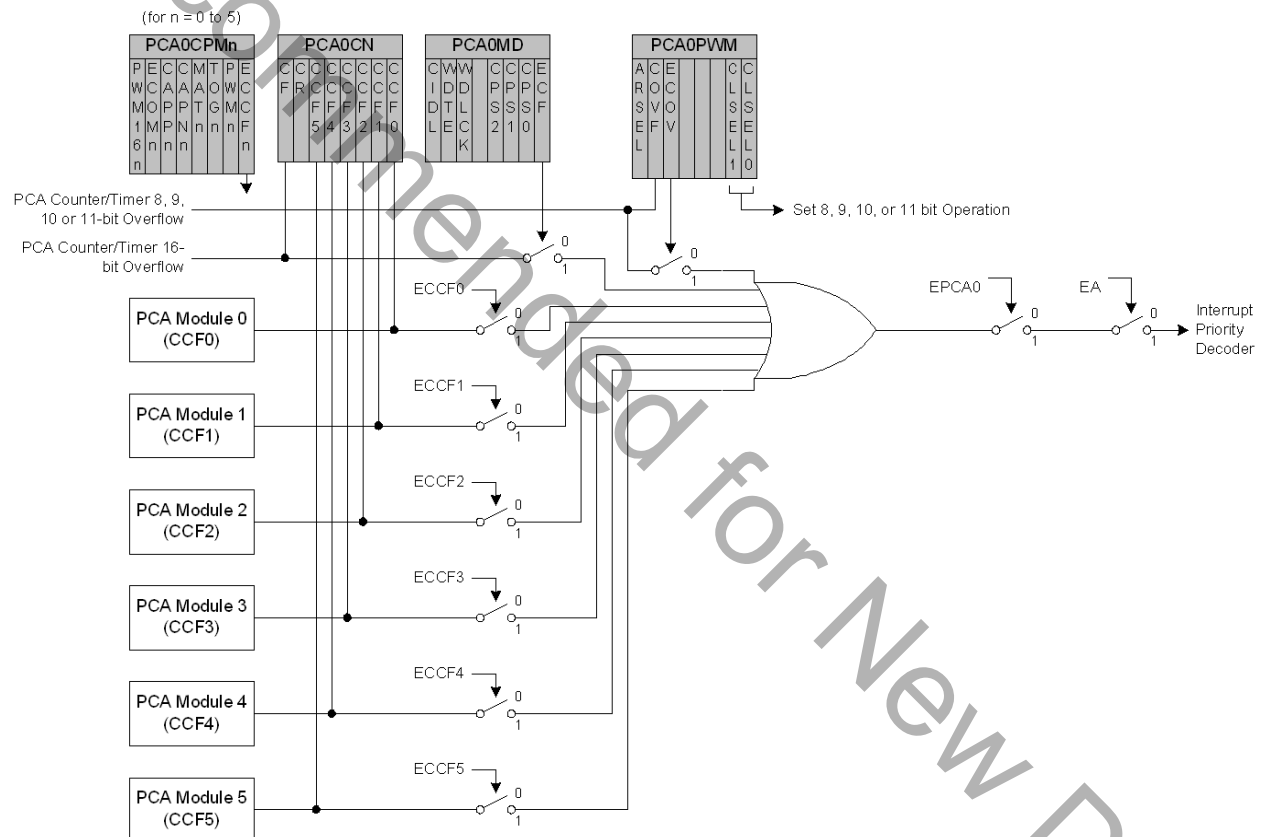 (for n = 0 to 5)
PCA0CPMn
PWM16n
ECOMn
CAPPn
CAPNn
MATn
TOGn
PWMn
ECCFn
PCA0CN
CF
CR
CCF5
CCF4
CCF3
CCF2
CCF1
CCF0
PCA0MD
CIDL
WDTE
WDLCK
CPS2
CPS1
CPS0
ECF
PCA0PWM
ARSEL
COVF
ECOV
CLSEL1
CLSEL0
PCA Counter/Timer 8, 9,
10 or 11-bit Overflow
Set 8, 9, 10, or 11 bit Operation
PCA Counter/Timer 16-
bit Overflow
0
1
0
1
PCA Module 0
(CCF0)
ECCF0
0
1
EPCA0
0
1
EA
0
1
Interrupt
Priority
Decoder
PCA Module 1
(CCF1)
ECCF1
0
1
PCA Module 2
(CCF2)
ECCF2
0
1
PCA Module 3
(CCF3)
ECCF3
0
1
PCA Module 4
(CCF4)
ECCF4
0
1
PCA Module 5
(CCF5)
ECCF5
0
1
commended for New D